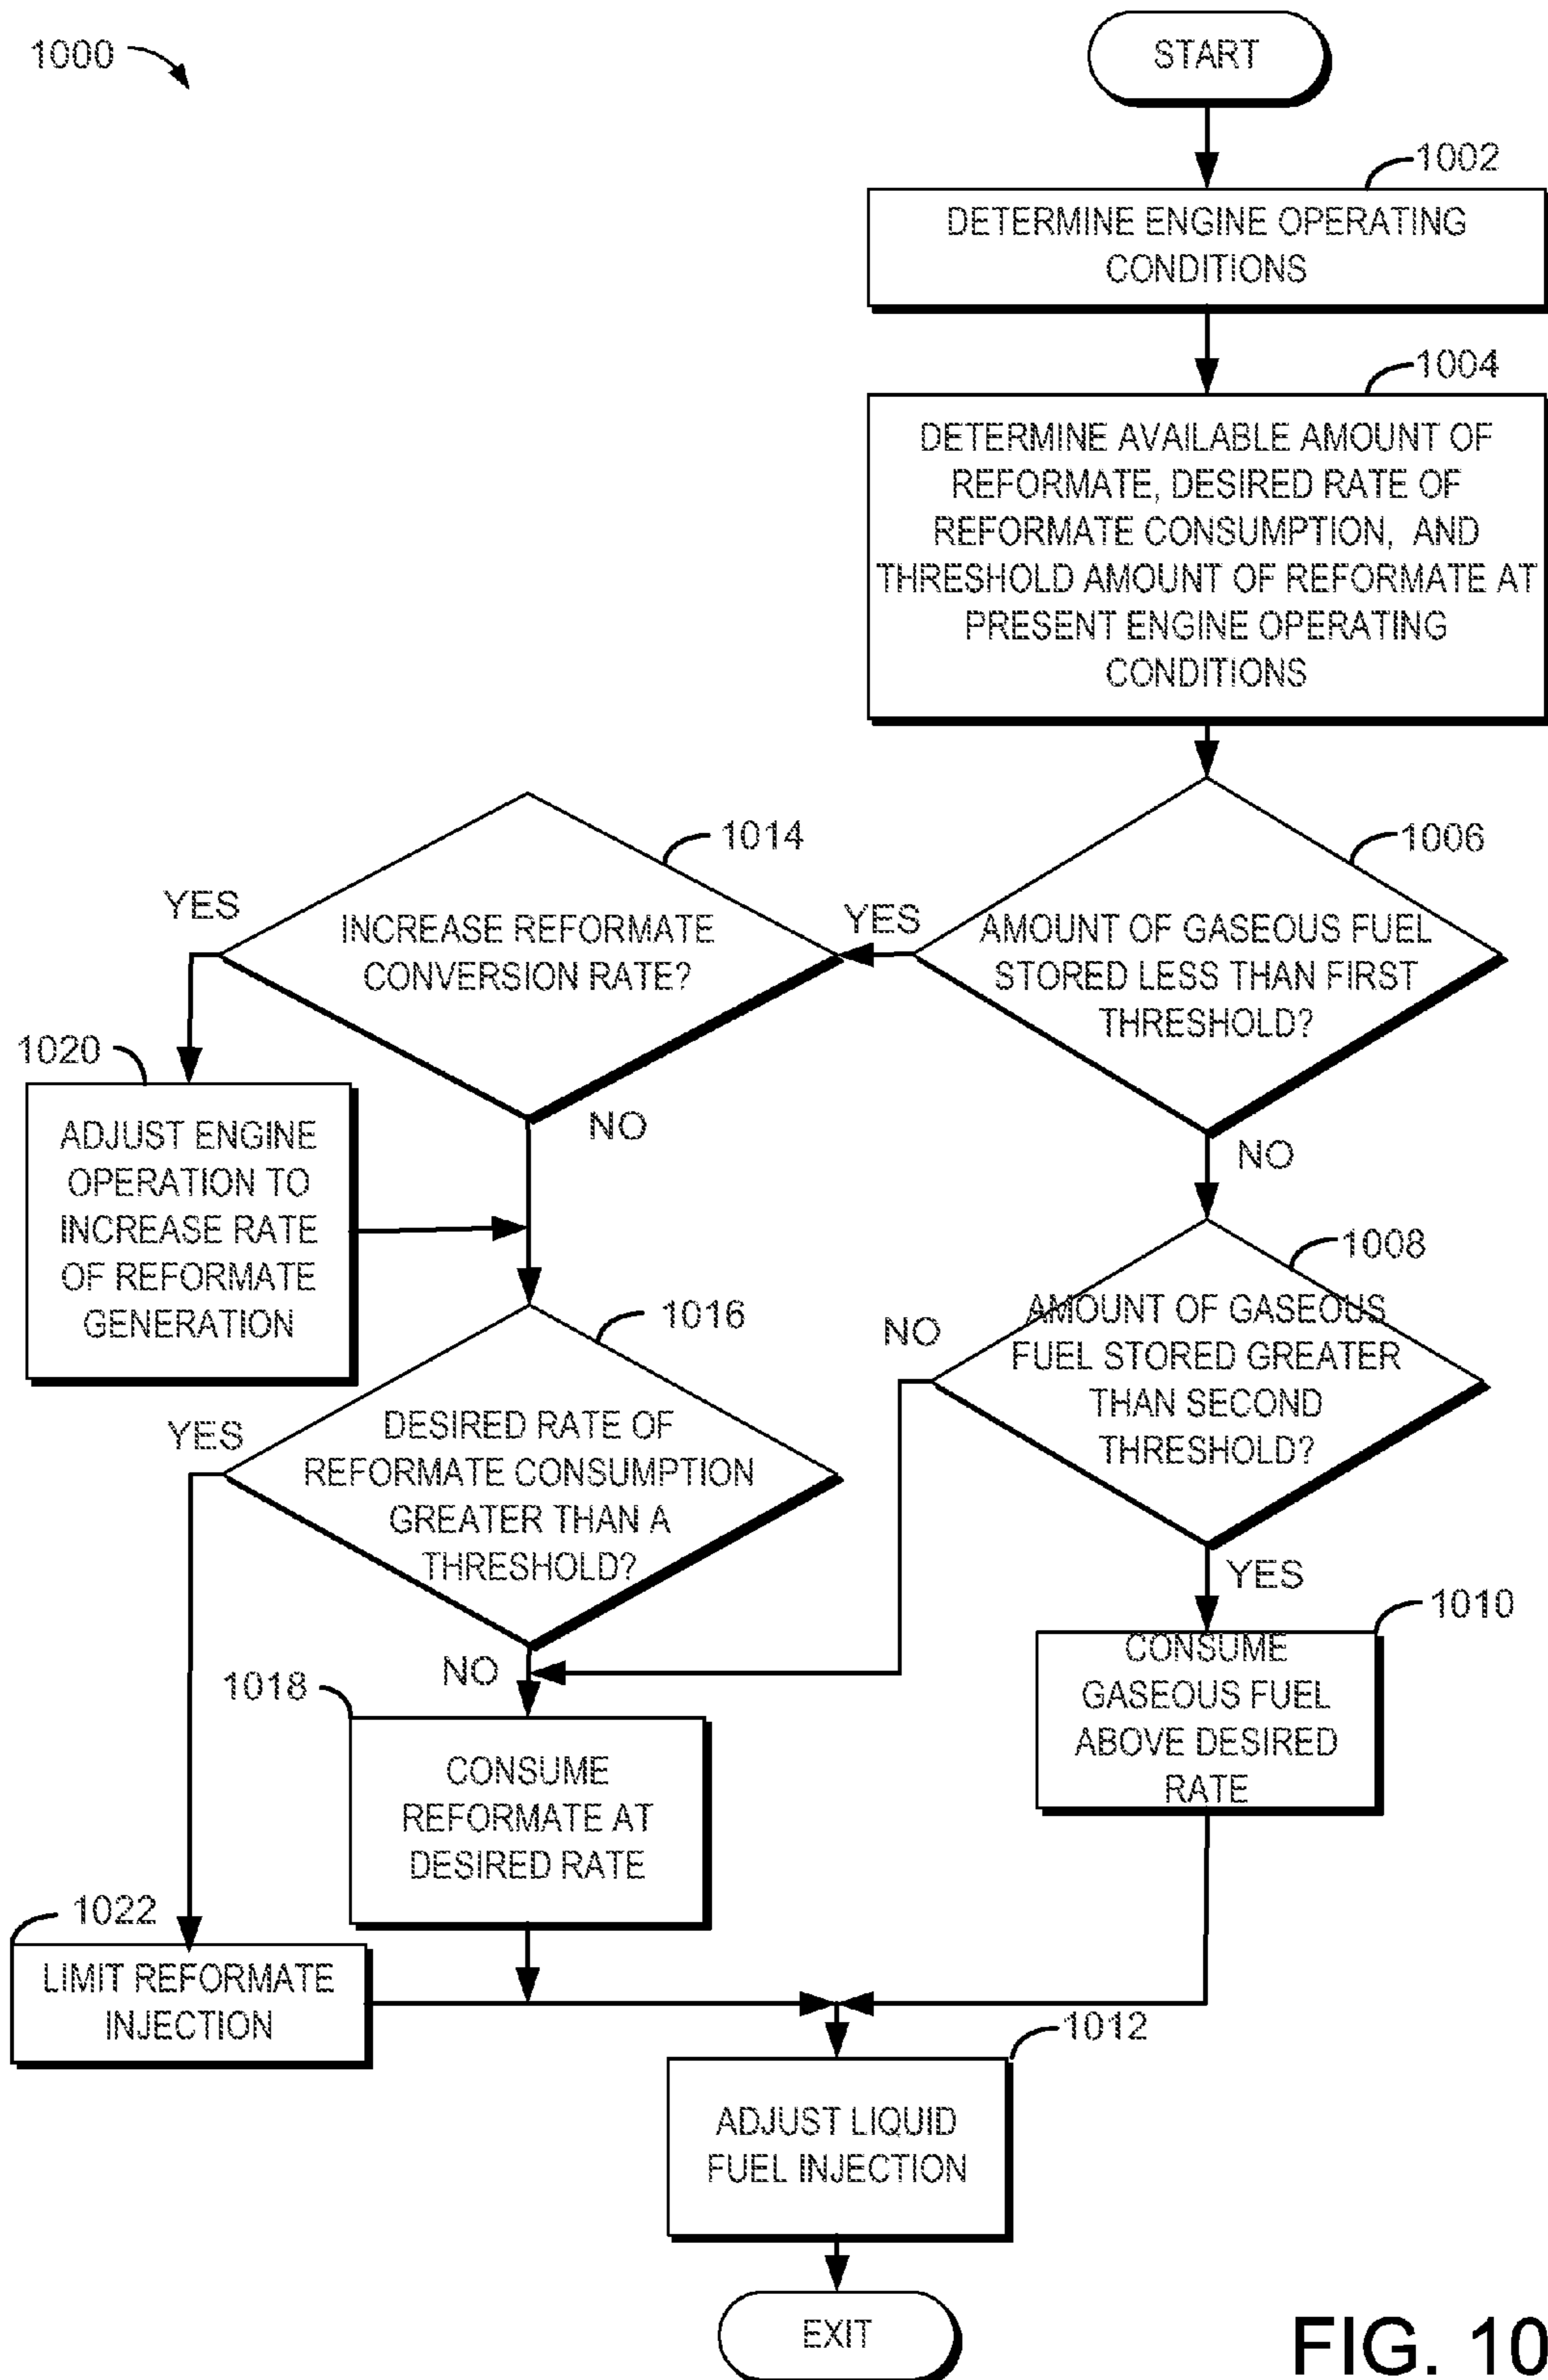 1000
START
1002
DETERMINE ENGINE OPERATING
CONDITIONS
1004
DETERMINE AVAILABLE AMOUNT OF
REFORMATE, DESIRED RATE OF
REFORMATE CONSUMPTION, AND
THRESHOLD AMOUNT OF REFORMATE AT
PRESENT ENGINE OPERATING
CONDITIONS
1006
AMOUNT OF GASEOUS FUEL
STORED LESS THAN FIRST
THRESHOLD?
YES
NO
1014
INCREASE REFORMATE
CONVERSION RATE?
YES
NO
1020
ADJUST ENGINE
OPERATION TO
INCREASE RATE
OF REFORMATE
GENERATION
1008
AMOUNT OF GASEOUS
FUEL STORED GREATER
THAN SECOND
THRESHOLD?
NO
YES
1016
DESIRED RATE OF
REFORMATE CONSUMPTION
GREATER THAN A
THRESHOLD?
YES
NO
1010
CONSUME
GASEOUS FUEL
ABOVE DESIRED
RATE
1018
CONSUME
REFORMATE AT
DESIRED RATE
1022
LIMIT REFORMATE
INJECTION
1012
ADJUST LIQUID
FUEL INJECTION
EXIT
FIG. 10